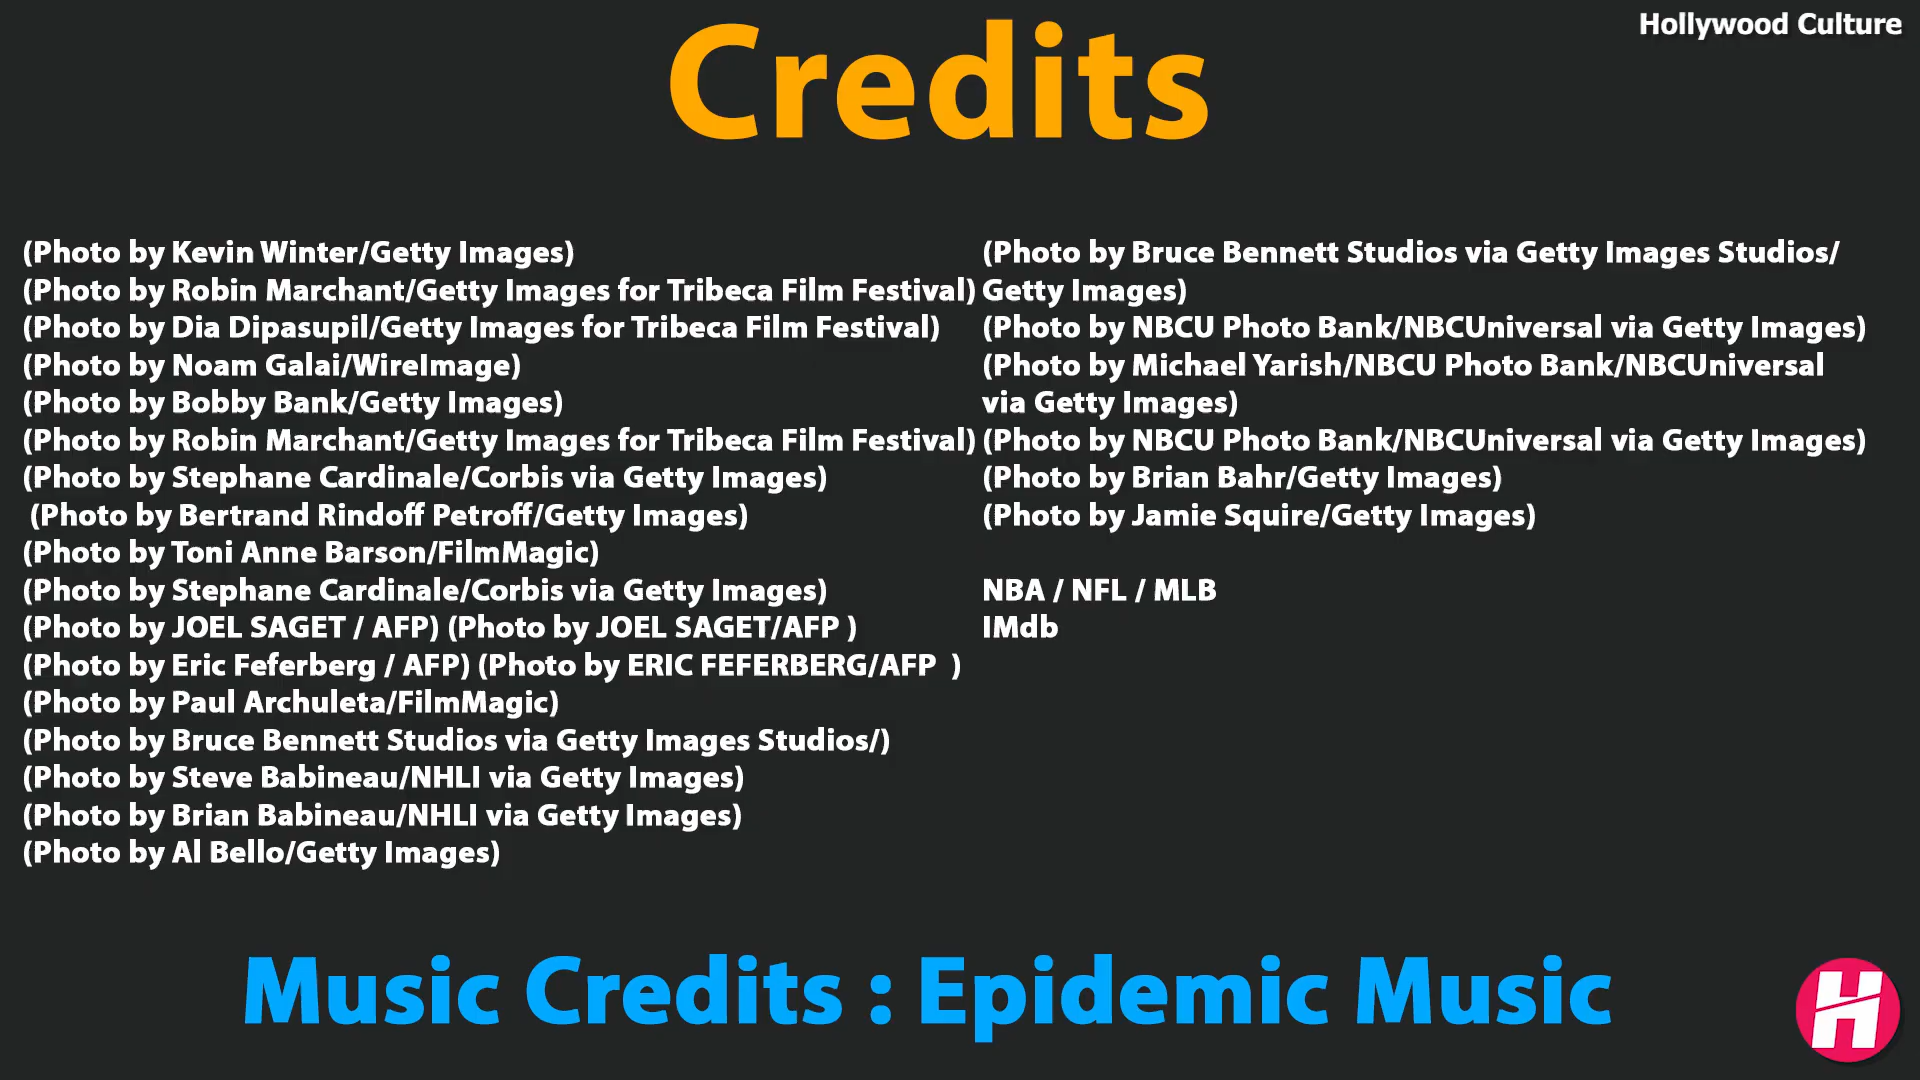 Hollywood Culture
Credits
(Photo by Kevin Winter/Getty Images)
(Photo by Robin Marchant/Getty Images for Tribeca Film Festival)
(Photo by Dia Dipasupil/Getty Images for Tribeca Film Festival)
(Photo by Noam Galai/WireImage)
(Photo by Bobby Bank/Getty Images)
(Photo by Robin Marchant/Getty Images for Tribeca Film Festival)
(Photo by Stephane Cardinale/Corbis via Getty Images)
(Photo by Bertrand Rindoff Petroff/Getty Images)
(Photo by Toni Anne Barson/FilmMagic)
(Photo by Stephane Cardinale/Corbis via Getty Images)
(Photo by JOEL SAGET / AFP) (Photo by JOEL SAGET/AFP )
(Photo by Eric Feferberg / AFP) (Photo by ERIC FEFERBERG/AFP  )
(Photo by Paul Archuleta/FilmMagic)
(Photo by Bruce Bennett Studios via Getty Images Studios/)
(Photo by Steve Babineau/NHLI via Getty Images)
(Photo by Brian Babineau/NHLI via Getty Images)
(Photo by Al Bello/Getty Images)
(Photo by Bruce Bennett Studios via Getty Images Studios/
Getty Images)
(Photo by NBCU Photo Bank/NBCUniversal via Getty Images)
(Photo by Michael Yarish/NBCU Photo Bank/NBCUniversal
via Getty Images)
(Photo by NBCU Photo Bank/NBCUniversal via Getty Images)
(Photo by Brian Bahr/Getty Images)
(Photo by Jamie Squire/Getty Images)
NBA / NFL / MLB
IMdb
Music Credits : Epidemic Music
H